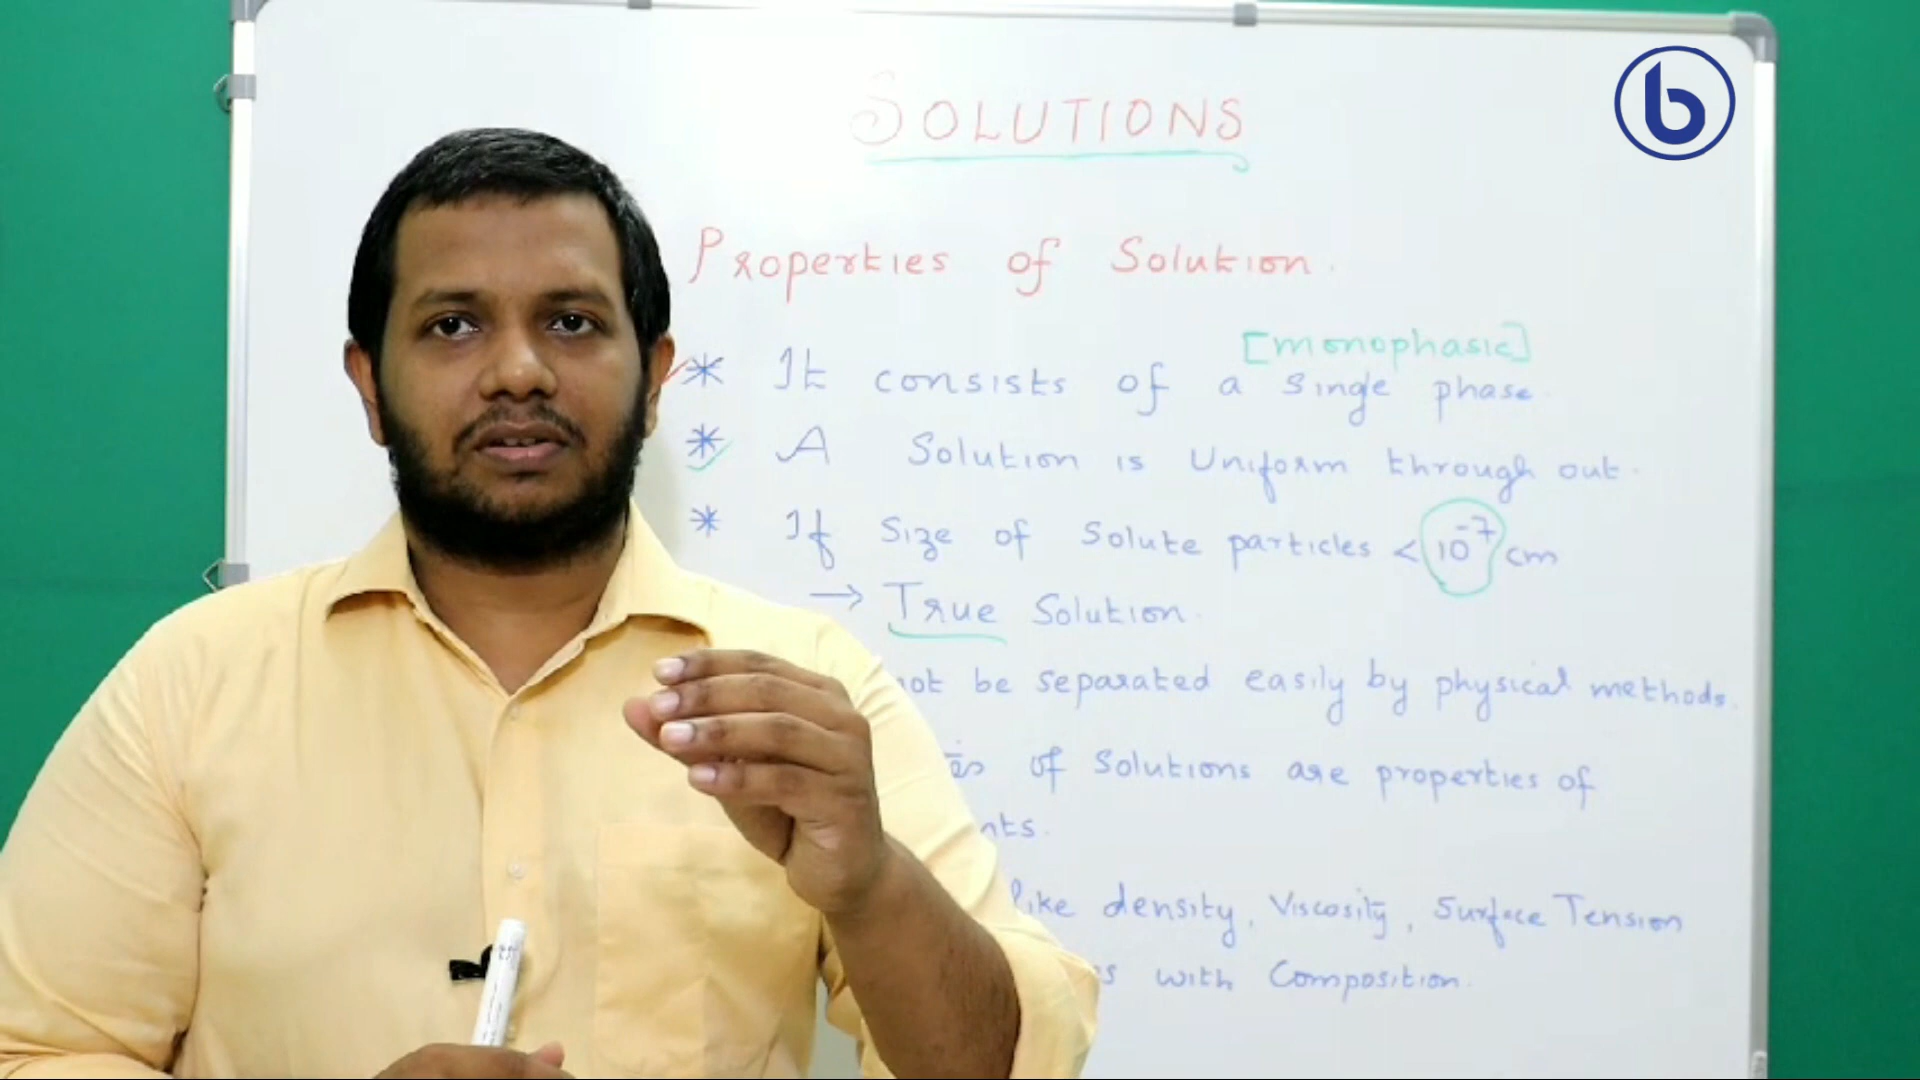 SOLUTIONS
Properties of Solution.
[monophasic]
* It consists of a Single phase.
* A Solution is Uniform through out.
* If Size of Solute particles < 10⁻⁷ cm
→ True Solution.
be separated easily by physical methods.
of Solutions are properties of
like density, Viscosity, Surface Tension
with Composition.
b